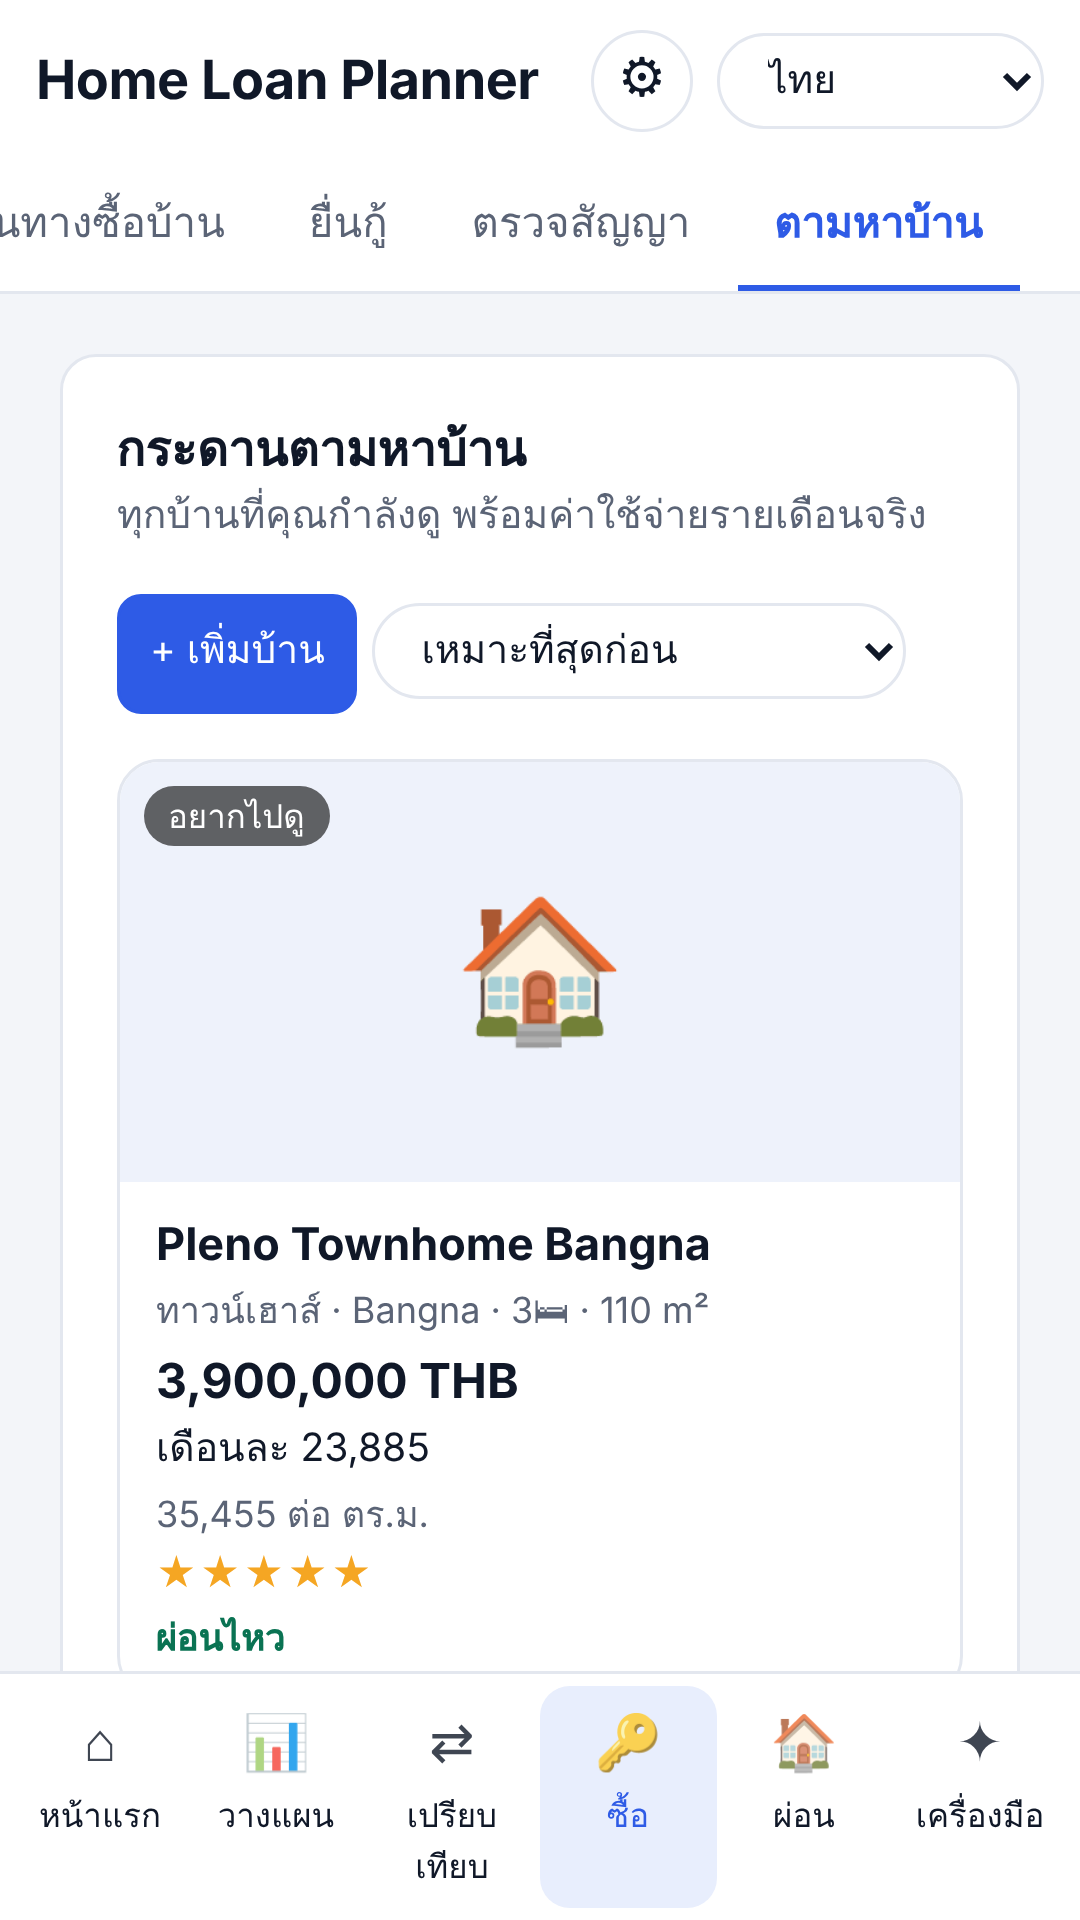 Home Loan Planner
ไทย
นทางซื้อบ้าน ยื่นกู้ ตรวจสัญญา ตามหาบ้าน
กระดานตามหาบ้าน
ทุกบ้านที่คุณกำลังดู พร้อมค่าใช้จ่ายรายเดือนจริง
+ เพิ่มบ้าน เหมาะที่สุดก่อน
อยากไปดู
Pleno Townhome Bangna
ทาวน์เฮาส์ · Bangna · 3🛏 · 110 m²
3,900,000 THB
เดือนละ 23,885
35,455 ต่อ ตร.ม.
★★★★★
ผ่อนไหว
หน้าแรก วางแผน เปรียบ ซื้อ ผ่อน เครื่องมือ
เทียบ